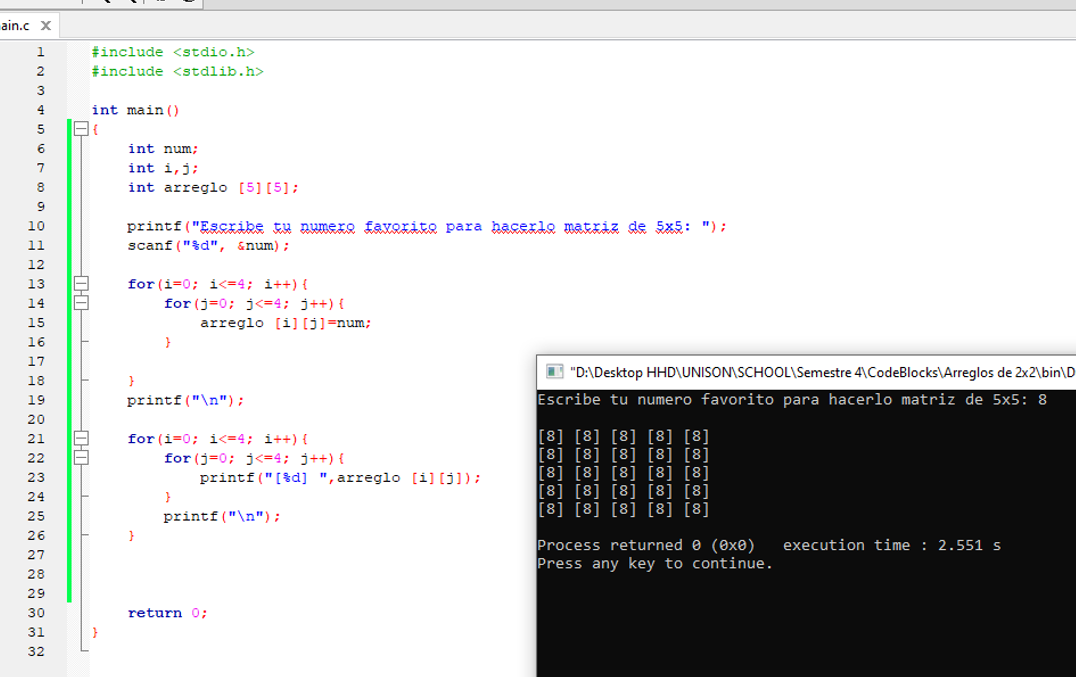 ain.c X
1 #include <stdio.h>
2 #include <stdlib.h>
3
4 int main()
5 {
6 int num;
7 int i,j;
8 int arreglo [5][5];
9
10 printf("Escribe tu numero favorito para hacerlo matriz de 5x5: ");
11 scanf("%d", &num);
12
13 for(i=0; i<=4; i++){
14 for(j=0; j<=4; j++){
15 arreglo [i][j]=num;
16 }
17
18 }
19 printf("\n");
20
21 for(i=0; i<=4; i++){
22 for(j=0; j<=4; j++){
23 printf("[%d] ",arreglo [i][j]);
24 }
25 printf("\n");
26 }
27
28
29
30 return 0;
31 }
32
"D:\Desktop HHD\UNISON\SCHOOL\Semestre 4\CodeBlocks\Arreglos de 2x2\bin\D
Escribe tu numero favorito para hacerlo matriz de 5x5: 8
[8] [8] [8] [8] [8]
[8] [8] [8] [8] [8]
[8] [8] [8] [8] [8]
[8] [8] [8] [8] [8]
[8] [8] [8] [8] [8]
Process returned 0 (0x0) execution time : 2.551 s
Press any key to continue.